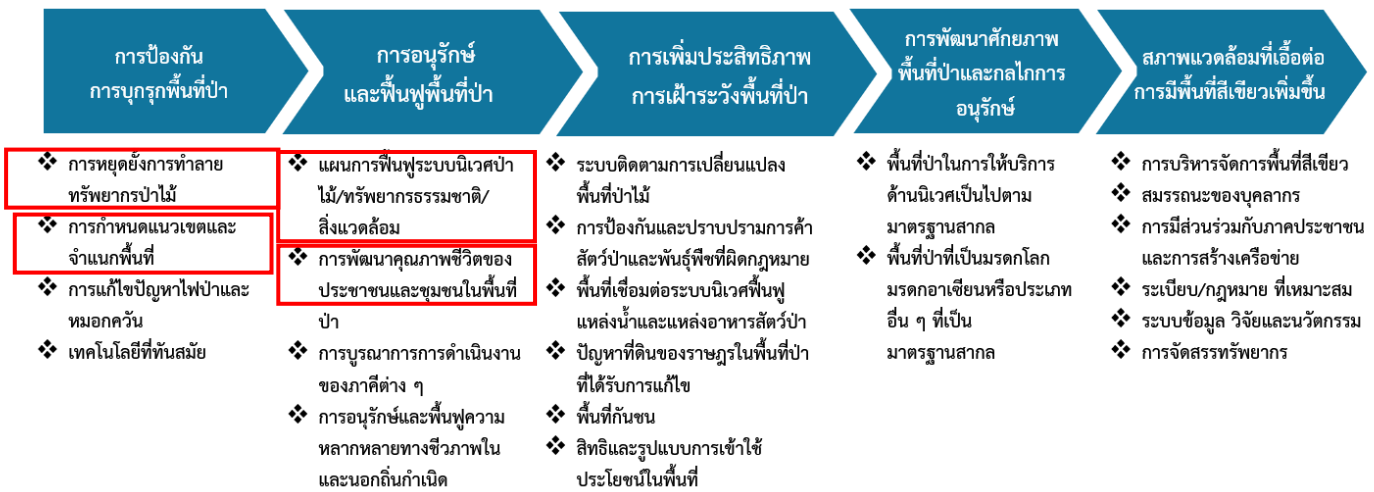 การป้องกัน
การบุกรุกพื้นที่ป่า
❖ การหยุดยั้งการทำลาย
ทรัพยากรป่าไม้
❖ การกำหนดแนวเขตและ
จำแนกพื้นที่
❖ การแก้ไขปัญหาไฟป่าและ
หมอกควัน
❖ เทคโนโลยีที่ทันสมัย
การอนุรักษ์
และฟื้นฟูพื้นที่ป่า
❖ แผนการฟื้นฟูระบบนิเวศป่า
ไม้/ทรัพยากรธรรมชาติ/
สิ่งแวดล้อม
❖ การพัฒนาคุณภาพชีวิตของ
ประชาชนและชุมชนในพื้นที่
ป่า
❖ การบูรณาการการดำเนินงาน
ของภาคีต่าง ๆ
❖ การอนุรักษ์และพื้นฟูความ
หลากหลายทางชีวภาพใน
และนอกถิ่นกำเนิด
การเพิ่มประสิทธิภาพ
การเฝ้าระวังพื้นที่ป่า
❖ ระบบติดตามการเปลี่ยนแปลง
พื้นที่ป่าไม้
❖ การป้องกันและปราบปรามการค้า
สัตว์ป่าและพันธุ์พืชที่ผิดกฎหมาย
❖ พื้นที่เชื่อมต่อระบบนิเวศฟื้นฟู
แหล่งน้ำและแหล่งอาหารสัตว์ป่า
❖ ปัญหาที่ดินของราษฎรในพื้นที่ป่า
ที่ได้รับการแก้ไข
❖ พื้นที่กันชน
❖ สิทธิและรูปแบบการเข้าใช้
ประโยชน์ในพื้นที่
การพัฒนาศักยภาพ
พื้นที่ป่าและกลไกการ
อนุรักษ์
❖ พื้นที่ป่าในการให้บริการ
ด้านนิเวศเป็นไปตาม
มาตรฐานสากล
❖ พื้นที่ป่าที่เป็นมรดกโลก
มรดกอาเซียนหรือประเภท
อื่น ๆ ที่เป็น
มาตรฐานสากล
สภาพแวดล้อมที่เอื้อต่อ
การมีพื้นที่สีเขียวเพิ่มขึ้น
❖ การบริหารจัดการพื้นที่สีเขียว
❖ สมรรถนะของบุคลากร
❖ การมีส่วนร่วมกับภาคประชาชน
และการสร้างเครือข่าย
❖ ระเบียบ/กฎหมาย ที่เหมาะสม
❖ ระบบข้อมูล วิจัยและนวัตกรรม
❖ การจัดสรรทรัพยากร